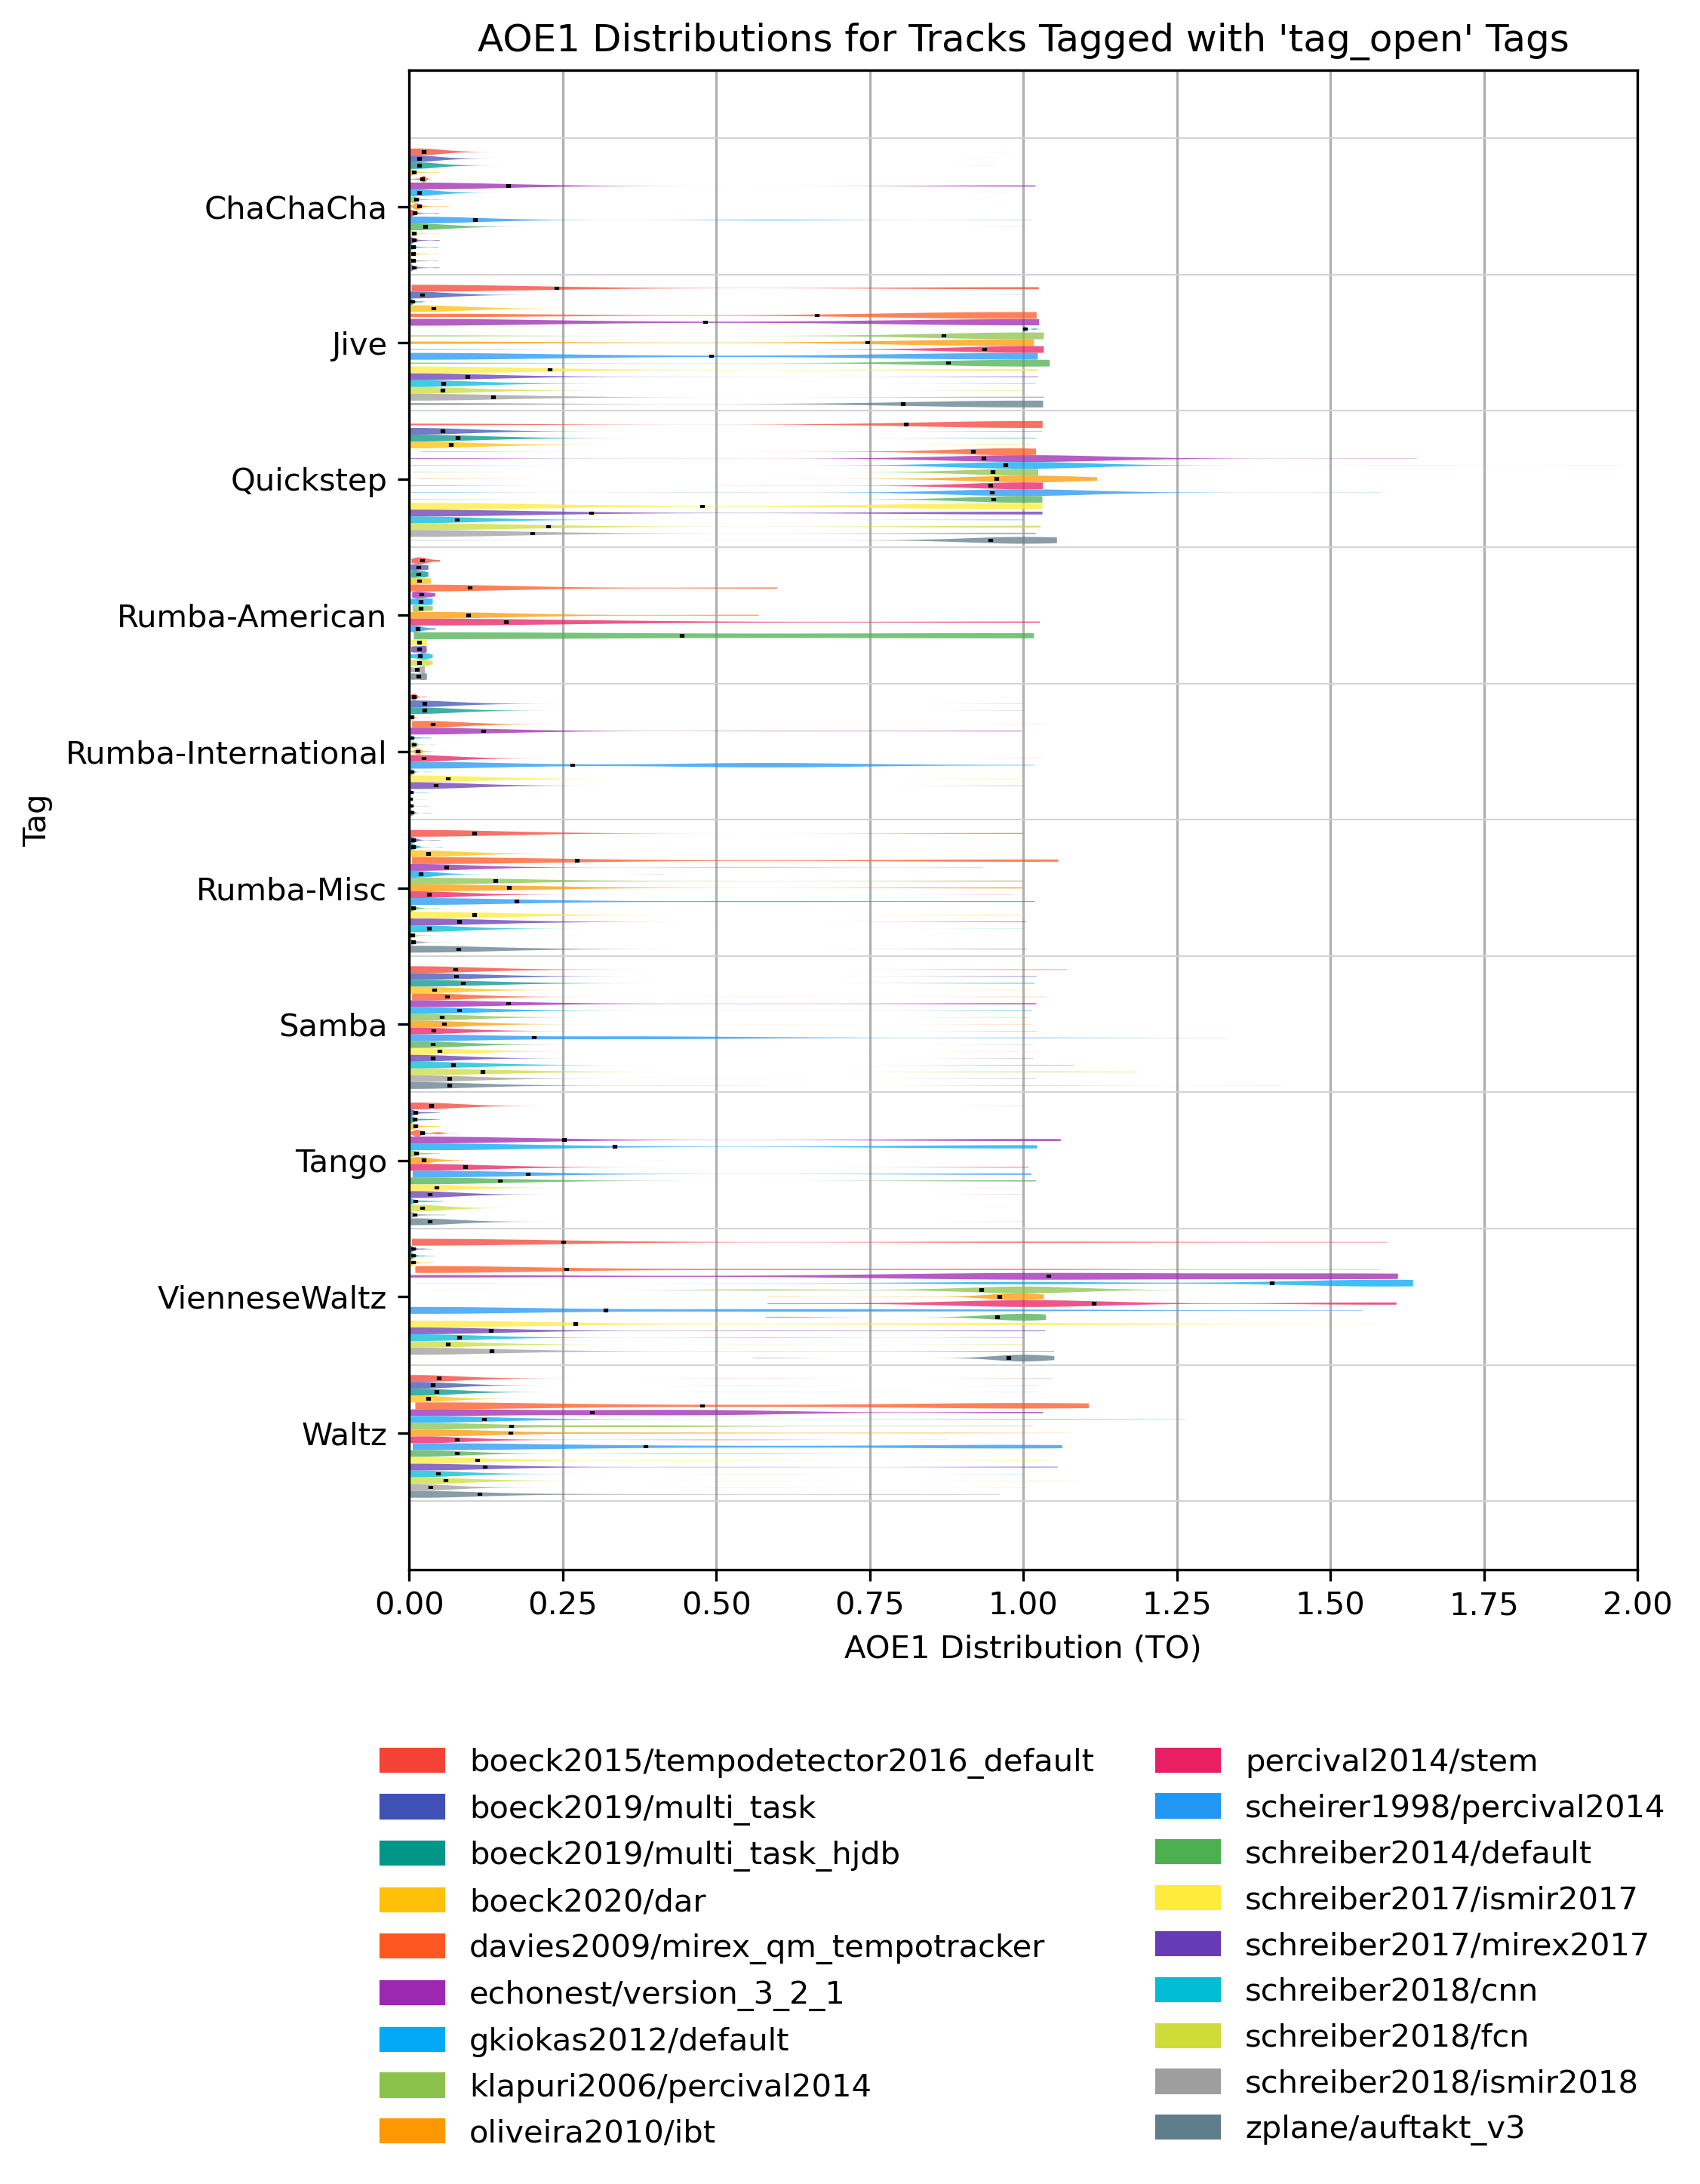 AOE1 Distributions for Tracks Tagged with 'tag_open' Tags
ChaChaCha
Jive
Quickstep
Rumba-American
Rumba-International
Rumba-Misc
Samba
Tango
VienneseWaltz
Waltz
Tag
0.00 0.25 0.50 0.75 1.00 1.25 1.50 1.75 2.00
AOE1 Distribution (TO)
boeck2015/tempodetector2016_default
boeck2019/multi_task
boeck2019/multi_task_hjdb
boeck2020/dar
davies2009/mirex_qm_tempotracker
echonest/version_3_2_1
gkiokas2012/default
klapuri2006/percival2014
oliveira2010/ibt
percival2014/stem
scheirer1998/percival2014
schreiber2014/default
schreiber2017/ismir2017
schreiber2017/mirex2017
schreiber2018/cnn
schreiber2018/fcn
schreiber2018/ismir2018
zplane/auftakt_v3